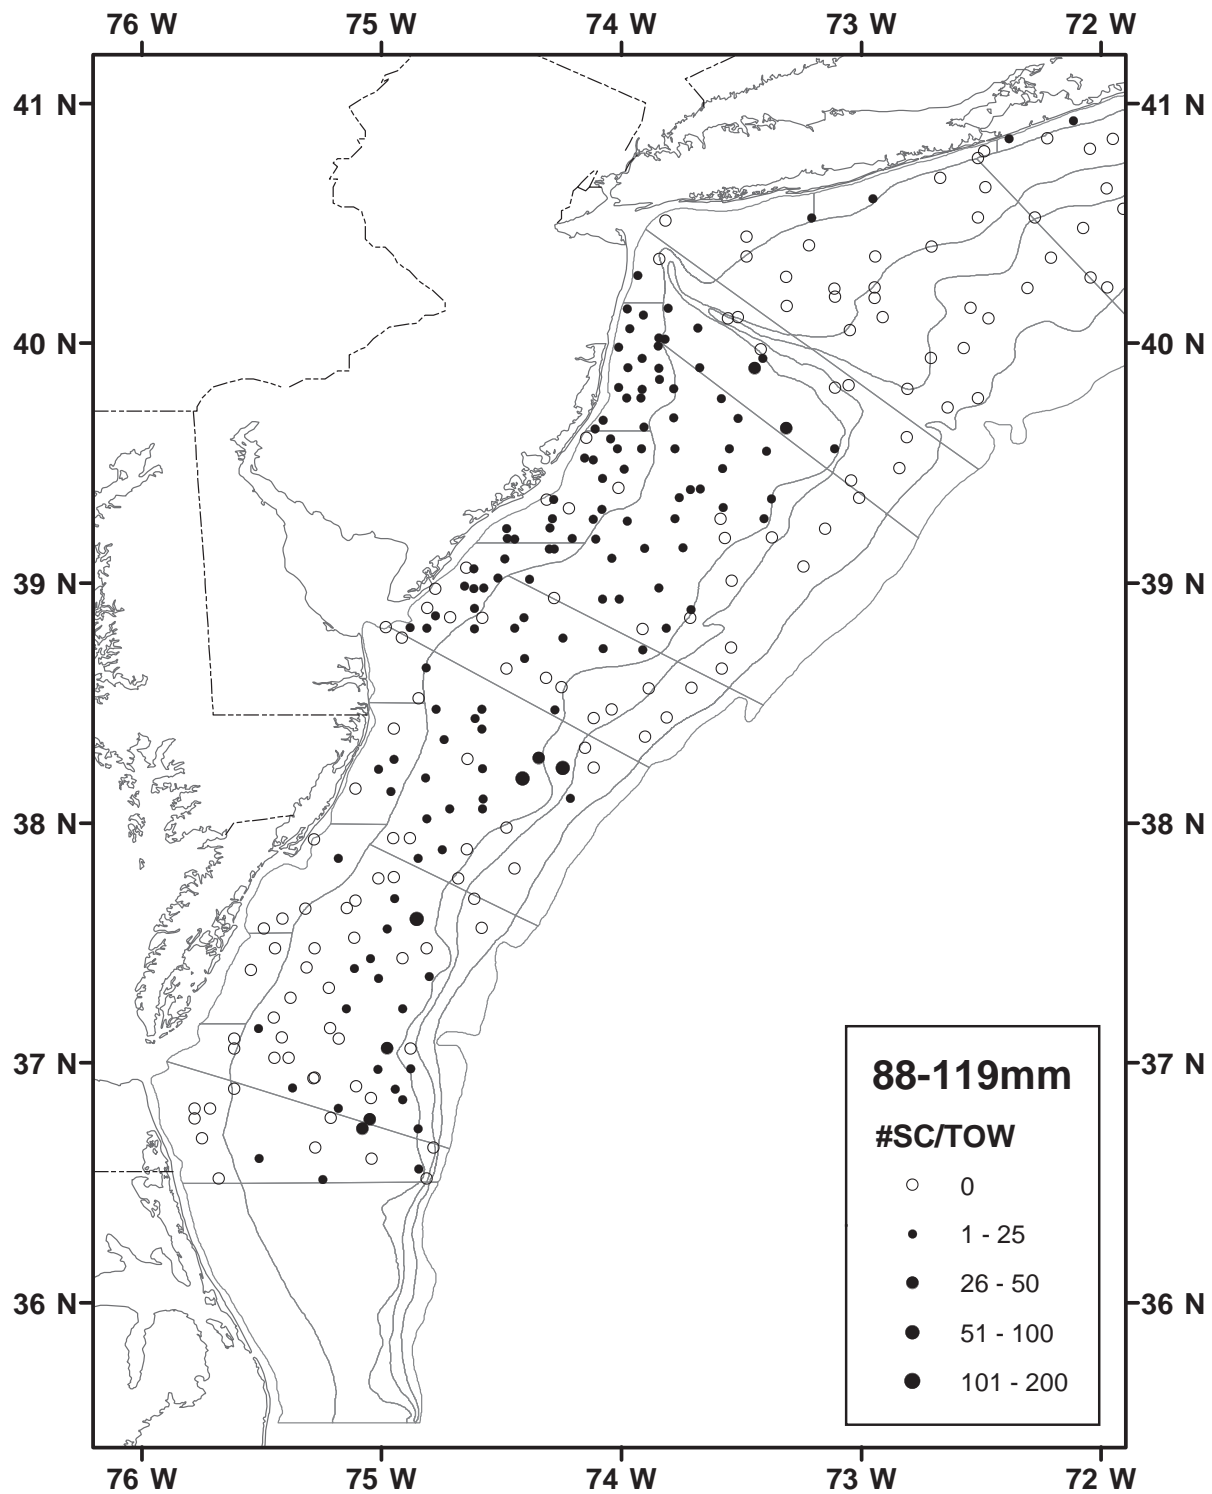 76 W 75 W 74 W 73 W 72 W
41 N 41 N
40 N 40 N
39 N 39 N
38 N 38 N
37 N 37 N
88-119mm
#SC/TOW
0
1 - 25
26 - 50
36 N 36 N
51 - 100
101 - 200
76 W 75 W 74 W 73 W 72 W